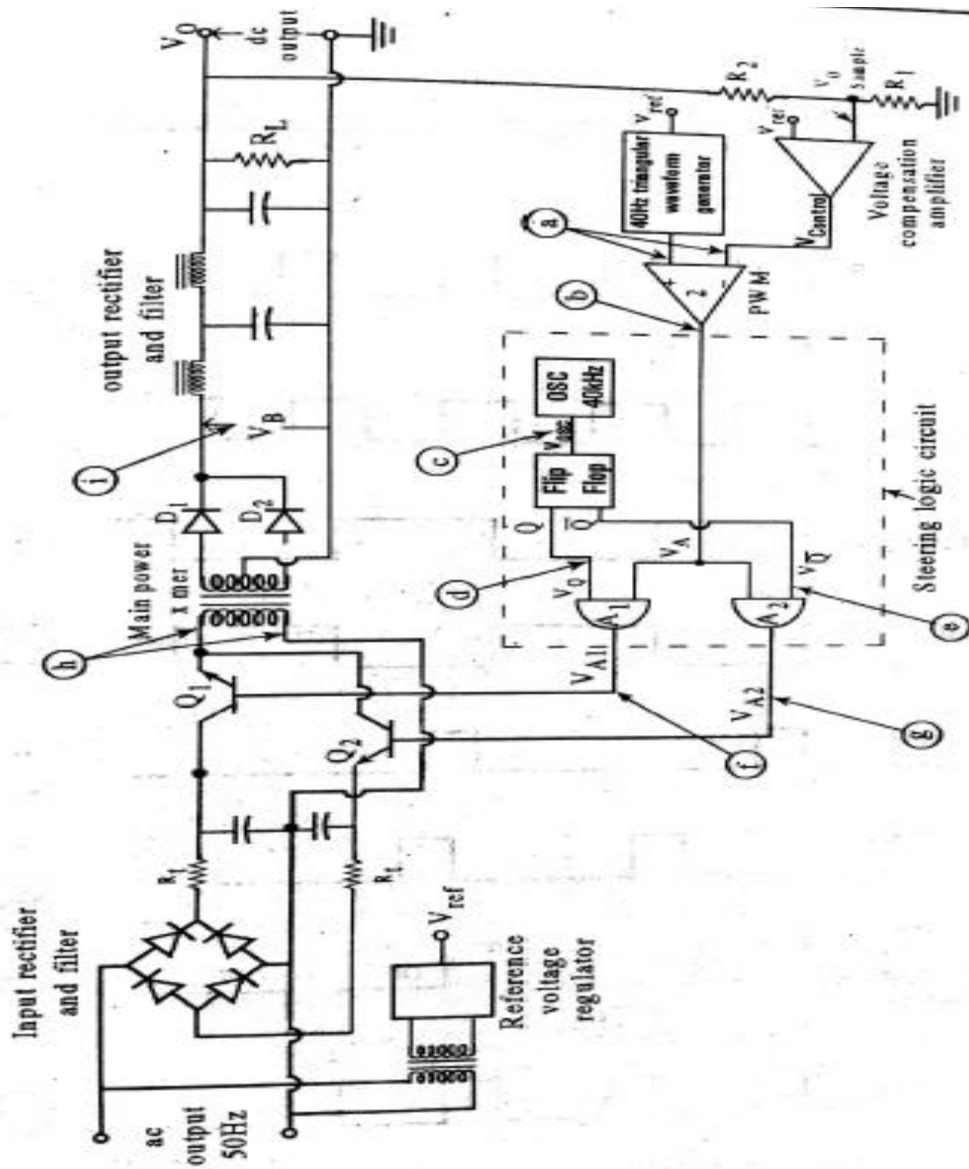 Input rectifier
and filter
Main power
x mer
output rectifier
and filter
ac
output
50Hz
R_t
R_t
Q_1
Q_2
h
D_1
D_2
i
V_B
R_L
V_O
dc
output
Reference
voltage
regulator
V_ref
V_A1
f
V_A2
g
A_1
A_2
d
V_Q
e
V_Q̅
Q
Q̅
V_A
Flip
Flop
c
V_osc
OSC
40kHz
Steering logic circuit
b
PWM
2
+
-
a
40Hz triangular
waveform
generator
V_ref
V_Control
V_ref
Voltage
compensation
amplifier
R_2
V_o
Sample
R_1